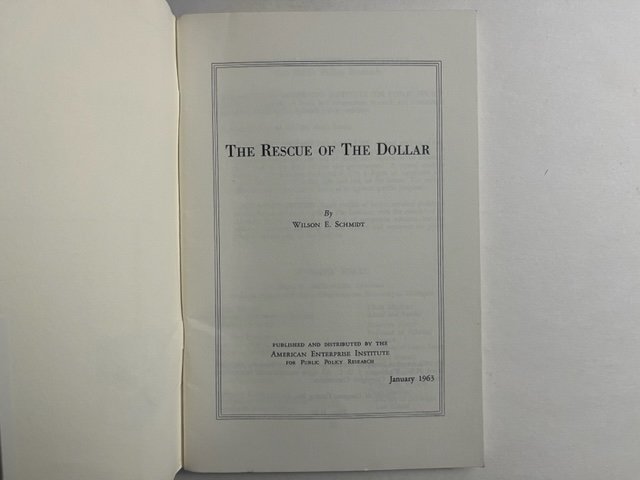 THE RESCUE OF THE DOLLAR
By
WILSON E. SCHMIDT
PUBLISHED AND DISTRIBUTED BY THE
AMERICAN ENTERPRISE INSTITUTE
FOR PUBLIC POLICY RESEARCH
January 1963